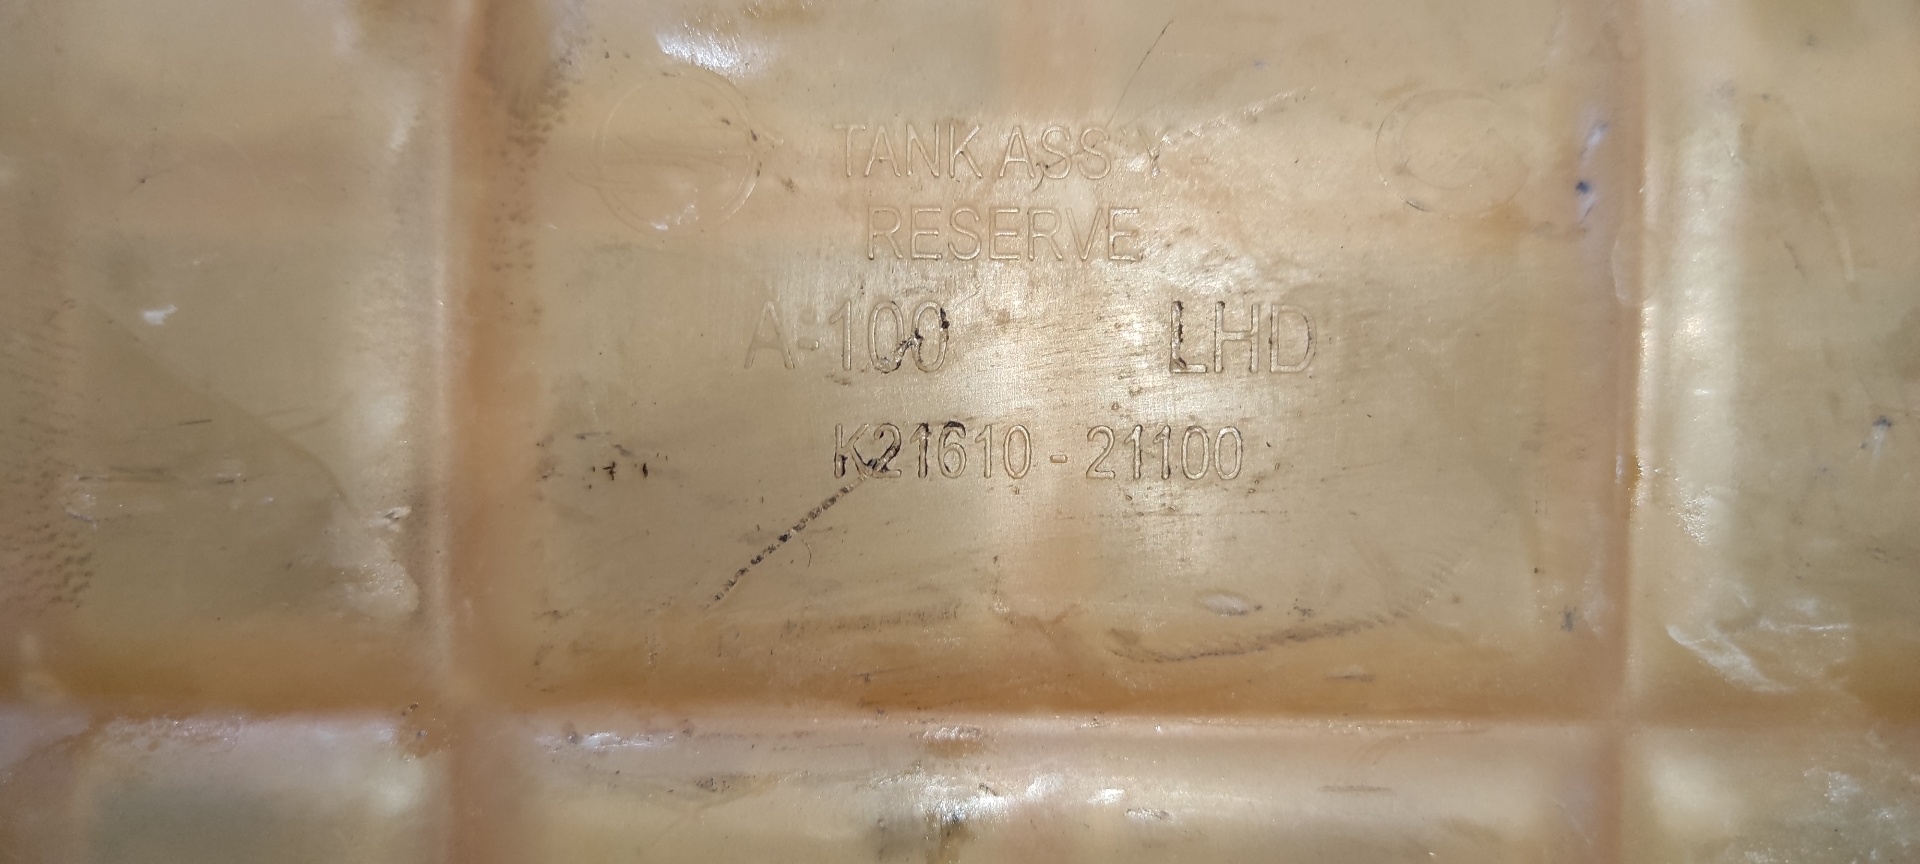 TANK ASS'Y -
RESERVE
A-100 LHD
K21610 - 21100